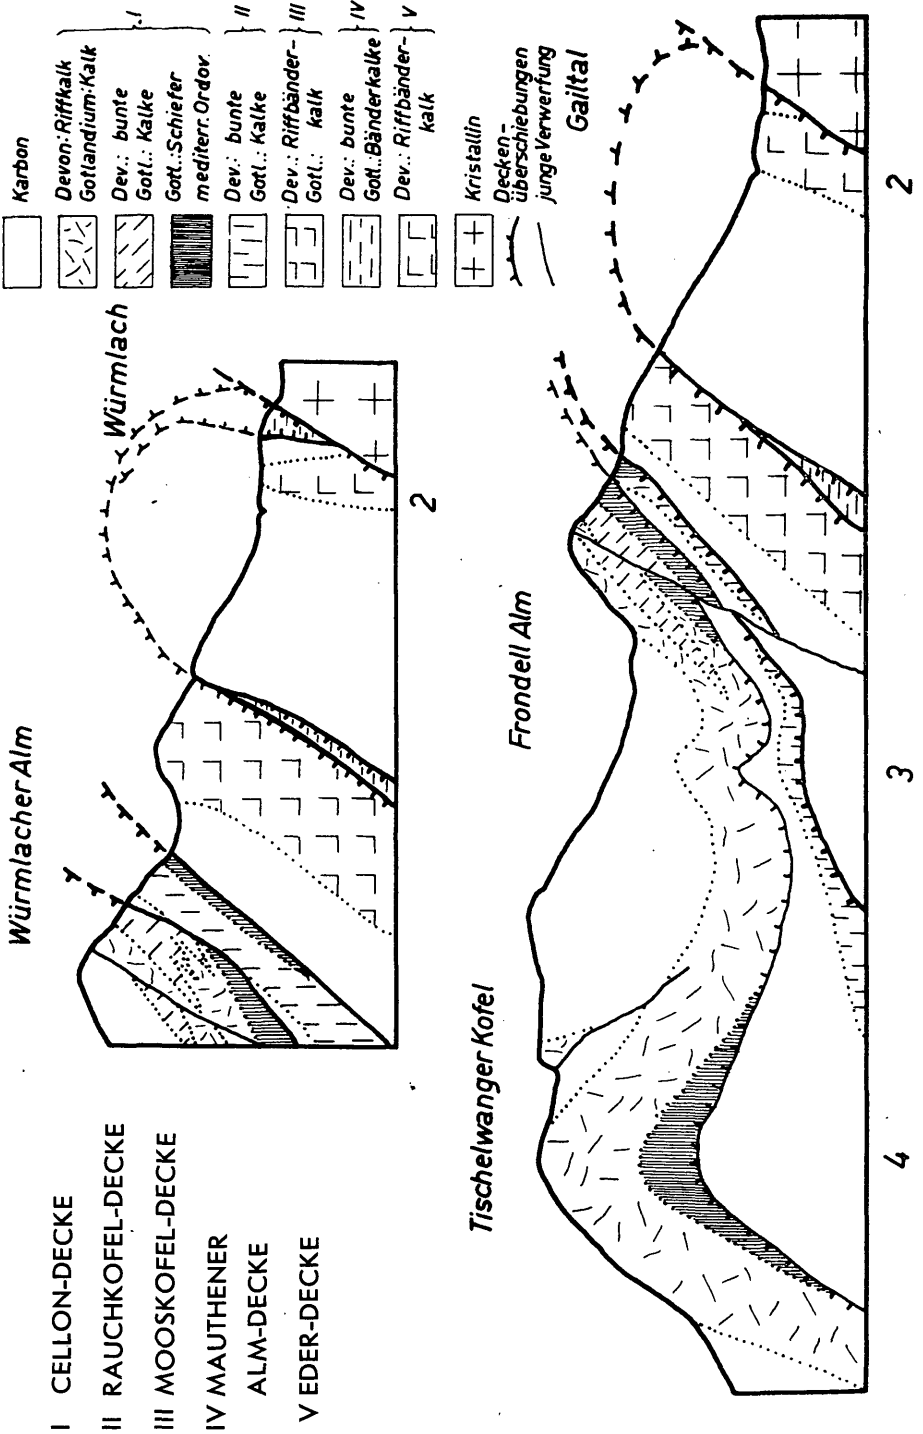 Würmlacher Alm
Würmlach
2
Karbon
Devon: Riffkalk
Gotlandium: Kalk
Dev.: bunte
Gotl.: Kalke
Gotl.: Schiefer
mediterr. Ordov.
I
Dev.: bunte
Gotl.: Kalke
II
Dev.: Riffbänder-
Gotl. kalk
III
Dev.: bunte
Gotl.: Bänderkalke
IV
Dev.: Riffbänder-
kalk
V
Kristallin
Decken-
überschiebungen
junge Verwerfung
I CELLON-DECKE
II RAUCHKOFEL-DECKE
III MOOSKOFEL-DECKE
IV MAUTHENER
ALM-DECKE
V EDER-DECKE
Tischelwanger Kofel
Frondell Alm
Gailtal
4
3
2